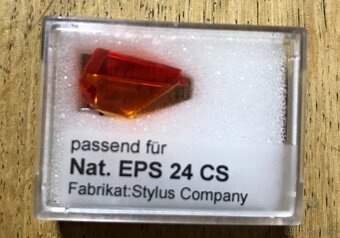 passend für
Nat. EPS 24 CS
Fabrikat:Stylus Company